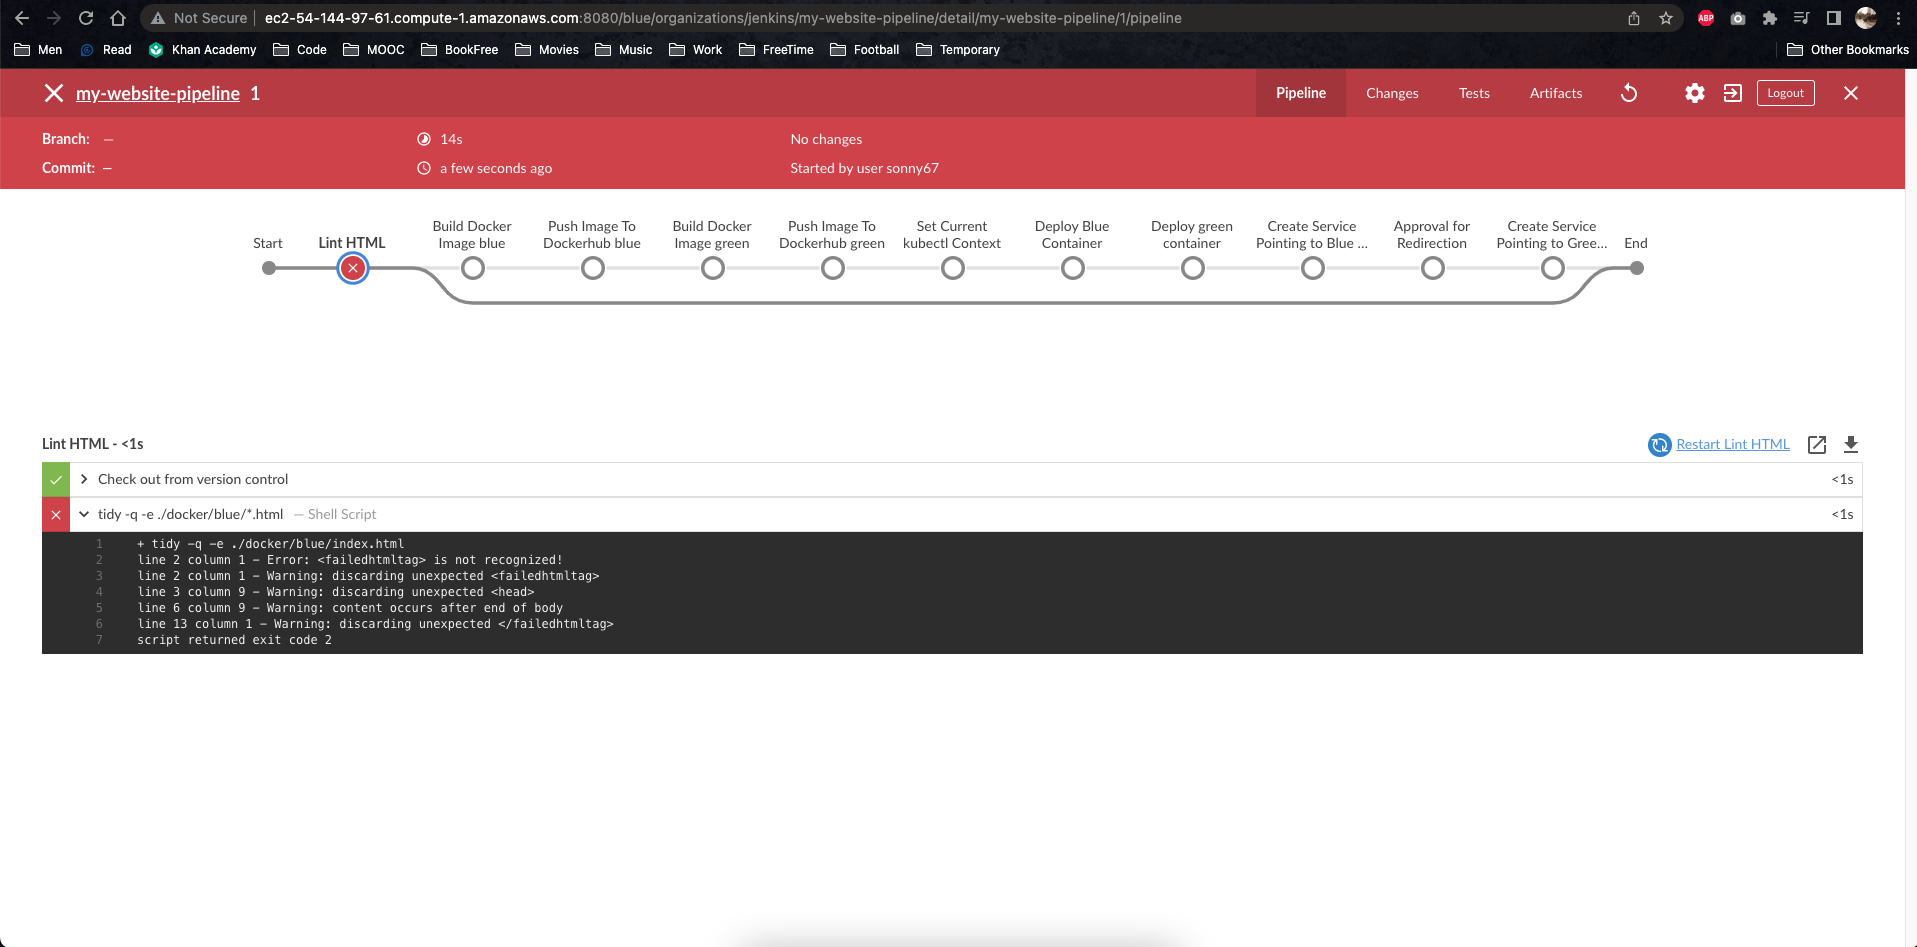 Not Secure ec2-54-144-97-61.compute-1.amazonaws.com:8080/blue/organizations/jenkins/my-website-pipeline/detail/my-website-pipeline/1/pipeline ABP
Men Read Khan Academy Code MOOC BookFree Movies Music Work FreeTime Football Temporary Other Bookmarks
my-website-pipeline 1 Pipeline Changes Tests Artifacts Logout
Branch: — 14s No changes
Commit: — a few seconds ago Started by user sonny67
Start
Lint HTML
Build Docker
Image blue
Push Image To
Dockerhub blue
Build Docker
Image green
Push Image To
Dockerhub green
Set Current
kubectl Context
Deploy Blue
Container
Deploy green
container
Create Service
Pointing to Blue ...
Approval for
Redirection
Create Service
Pointing to Gree...
End
Lint HTML - <1s Restart Lint HTML
Check out from version control <1s
tidy -q -e ./docker/blue/*.html — Shell Script <1s
1 + tidy -q -e ./docker/blue/index.html
2 line 2 column 1 - Error: <failedhtmltag> is not recognized!
3 line 2 column 1 - Warning: discarding unexpected <failedhtmltag>
4 line 3 column 9 - Warning: discarding unexpected <head>
5 line 6 column 9 - Warning: content occurs after end of body
6 line 13 column 1 - Warning: discarding unexpected </failedhtmltag>
7 script returned exit code 2